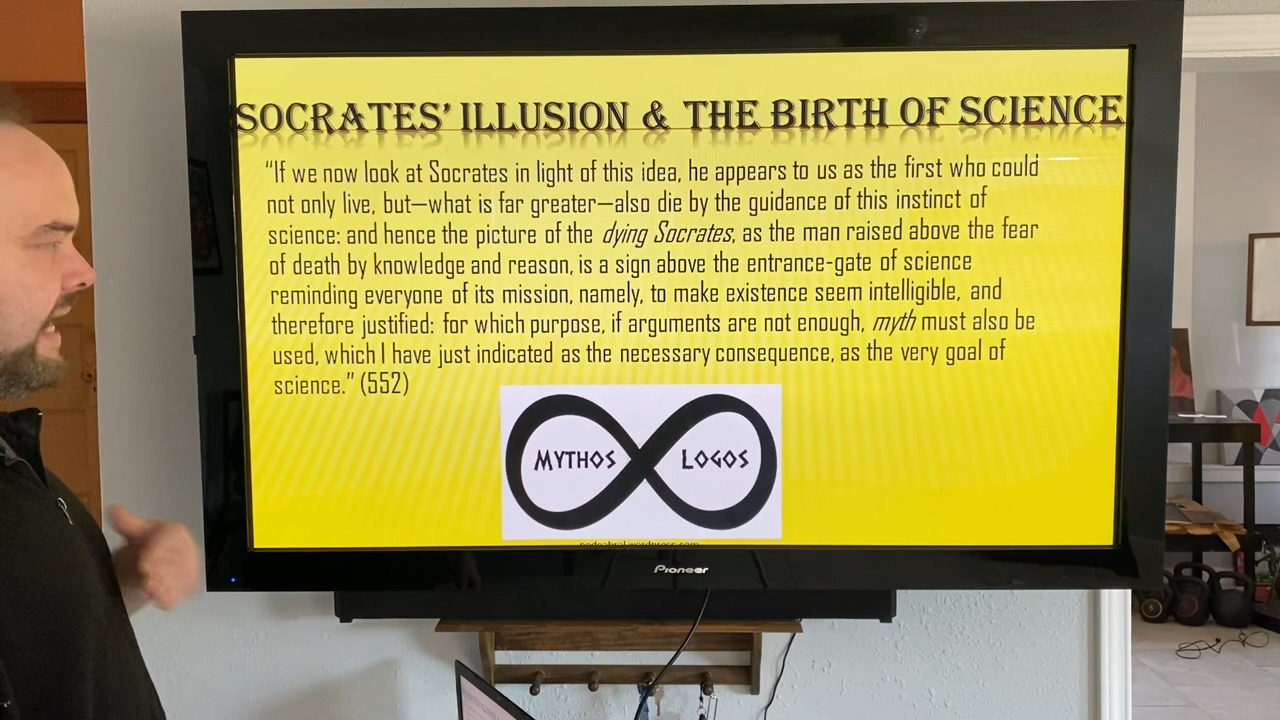 SOCRATES' ILLUSION & THE BIRTH OF SCIENCE
"If we now look at Socrates in light of this idea, he appears to us as the first who could
not only live, but—what is far greater—also die by the guidance of this instinct of
science: and hence the picture of the dying Socrates, as the man raised above the fear
of death by knowledge and reason, is a sign above the entrance-gate of science
reminding everyone of its mission, namely, to make existence seem intelligible, and
therefore justified: for which purpose, if arguments are not enough, myth must also be
used, which I have just indicated as the necessary consequence, as the very goal of
science." (552)
MYTHOS LOGOS
Pioneer